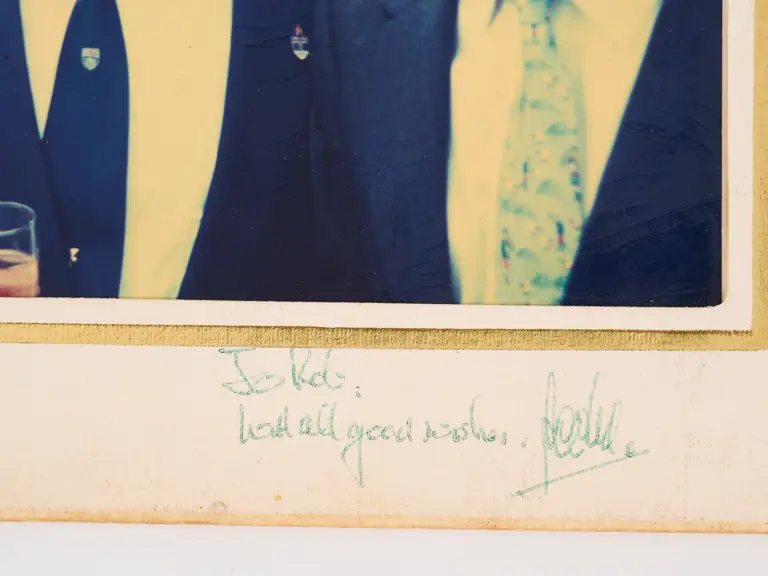 To Rob.
With all good wishes.